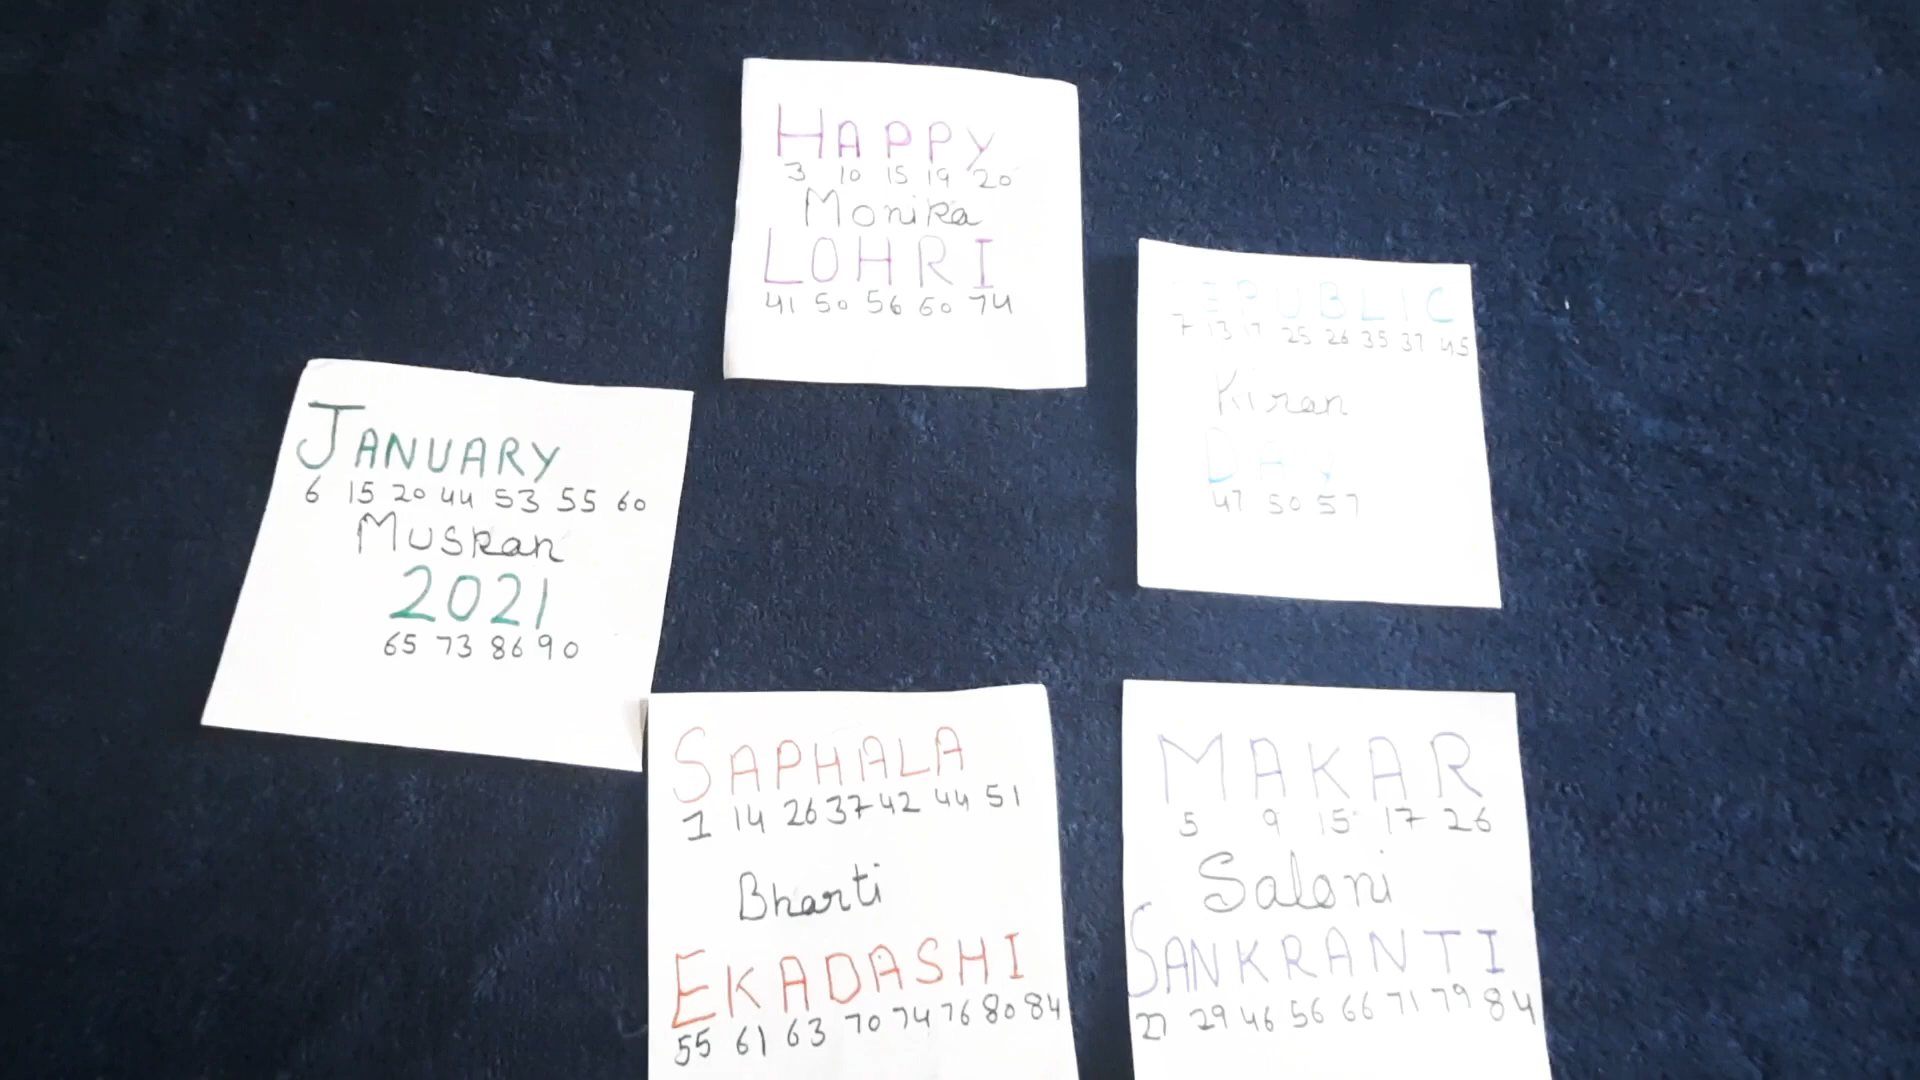 HAPPY
3 10 15 19 20
Monika
LOHRI
41 50 56 60 74
REPUBLIC
7 13 17 25 26 35 37 45
Kiran
DAY
47 50 57
JANUARY
6 15 20 44 53 55 60
Muskan
2021
65 73 86 90
SAPHALA
1 14 26 37 42 44 51
Bharti
EKADASHI
55 61 63 70 74 76 80 84
MAKAR
5 9 15 17 26
Saloni
SANKRANTI
27 29 46 56 66 71 79 84